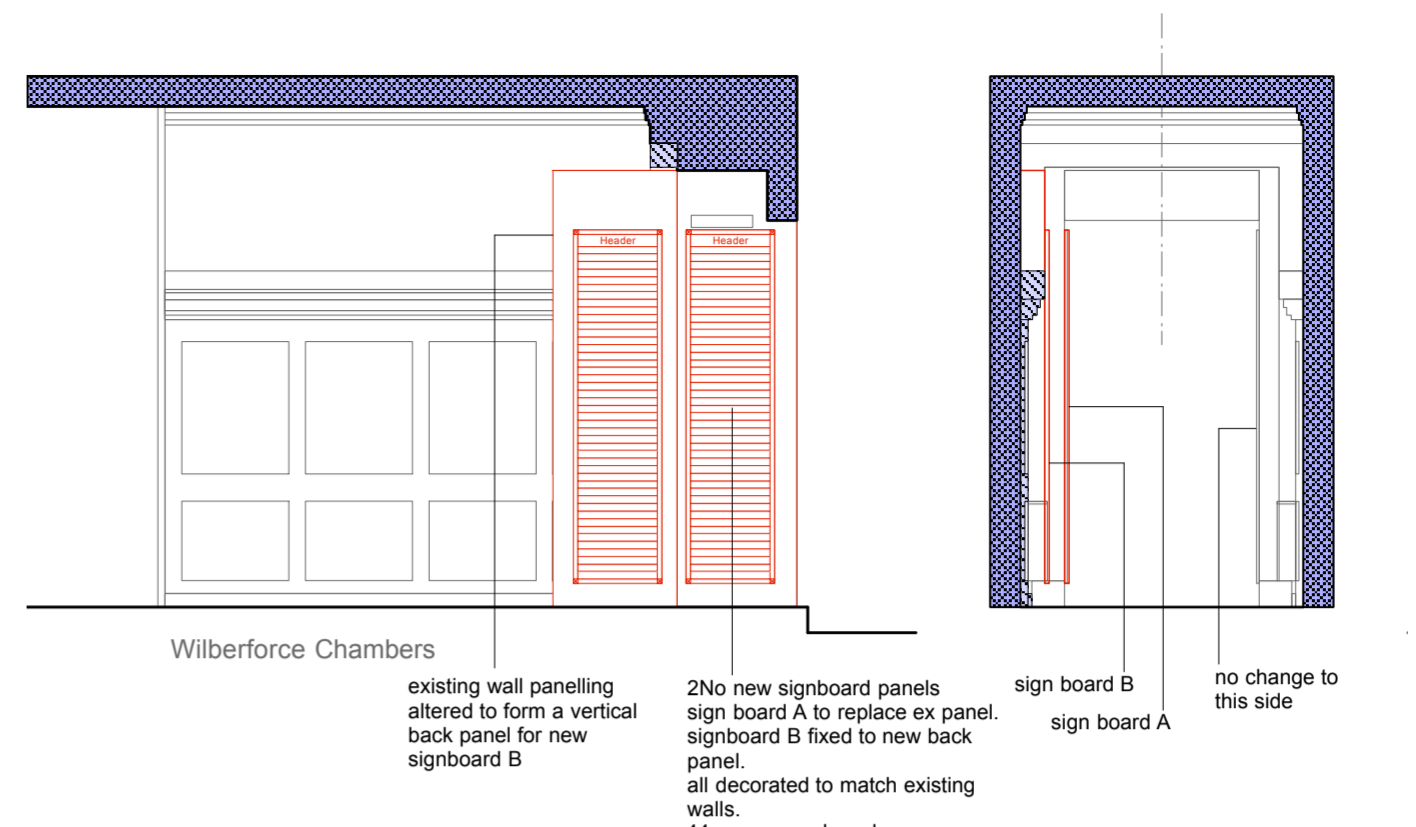 Header
Header
Wilberforce Chambers
existing wall panelling
altered to form a vertical
back panel for new
signboard B
2No new signboard panels
sign board A to replace ex panel.
signboard B fixed to new back
panel.
all decorated to match existing
walls.
sign board B
sign board A
no change to
this side